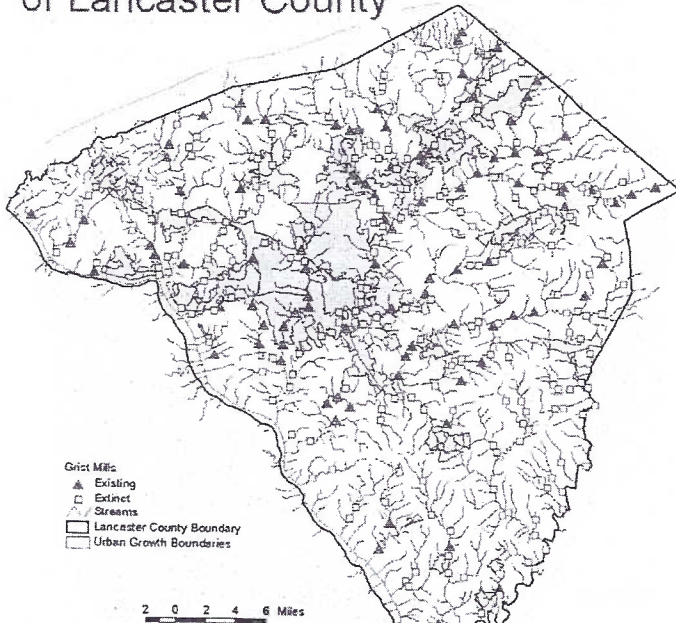 of Lancaster County
Grist Mills
Existing
Extinct
Streams
Lancaster County Boundary
Urban Growth Boundaries
2 0 2 4 6 Miles